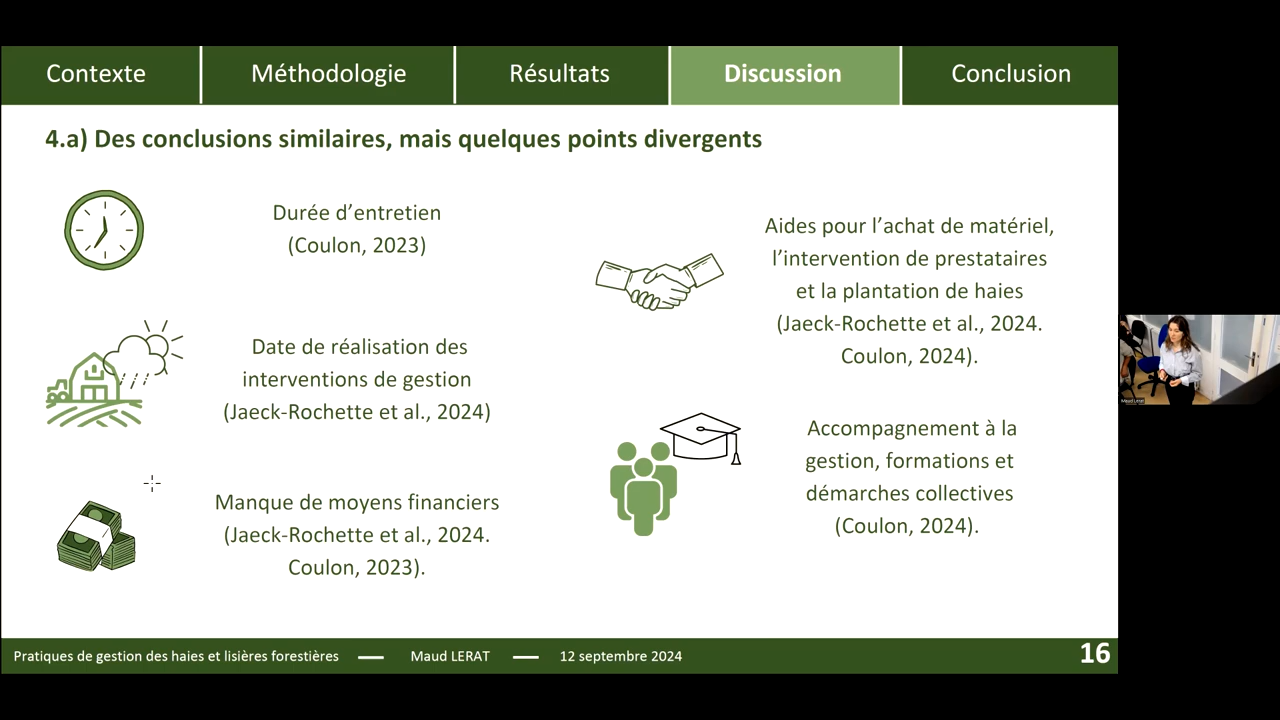 Contexte
Méthodologie
Résultats
Discussion
Conclusion
4.a) Des conclusions similaires, mais quelques points divergents
Durée d'entretien
(Coulon, 2023)
Date de réalisation des
interventions de gestion
(Jaeck-Rochette et al., 2024)
Manque de moyens financiers
(Jaeck-Rochette et al., 2024.
Coulon, 2023).
Aides pour l'achat de matériel,
l'intervention de prestataires
et la plantation de haies
(Jaeck-Rochette et al., 2024.
Coulon, 2024).
Accompagnement à la
gestion, formations et
démarches collectives
(Coulon, 2024).
Maud Lerat
Pratiques de gestion des haies et lisières forestières
Maud LERAT
12 septembre 2024
16